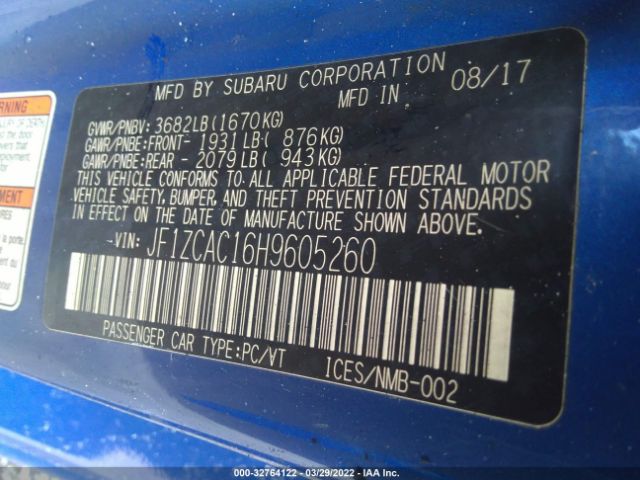 MFD BY SUBARU CORPORATION 08/17
MFD IN
GVWR/PNBV: 3682LB(1670KG)
GAWR/PNBE:FRONT- 1931LB( 876KG)
GAWR/PNBE:REAR - 2079LB( 943KG)
THIS VEHICLE CONFORMS TO ALL APPLICABLE FEDERAL MOTOR
VEHICLE SAFETY, BUMPER, AND THEFT PREVENTION STANDARDS
IN EFFECT ON THE DATE OF MANUFACTURE SHOWN ABOVE.
-VIN: JF1ZCAC16H9605260
PASSENGER CAR TYPE:PC/VT ICES/NMB-002
000-32764122 - 03/29/2022 - IAA Inc.